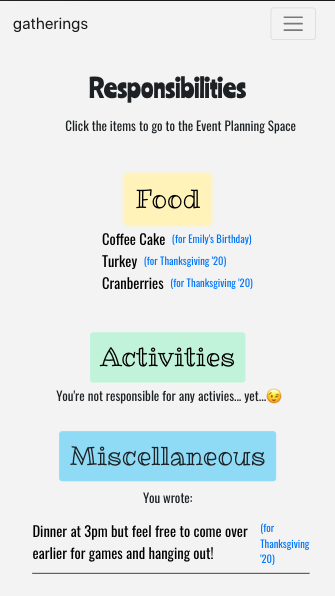 gatherings
Responsibilities
Click the items to go to the Event Planning Space
Food
Coffee Cake (for Emily's Birthday)
Turkey (for Thanksgiving '20)
Cranberries (for Thanksgiving '20)
Activities
You're not responsible for any activies... yet...😉
Miscellaneous
You wrote:
Dinner at 3pm but feel free to come over
earlier for games and hanging out!
(for
Thanksgiving
'20)